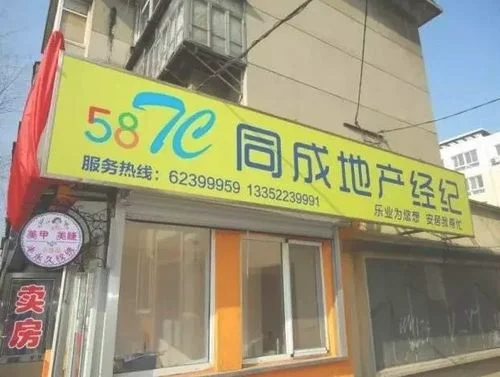 587C 同成地产经纪
服务热线：62399959 13352239991
乐业为您想 安居我帮忙
美甲 美睫
卖房